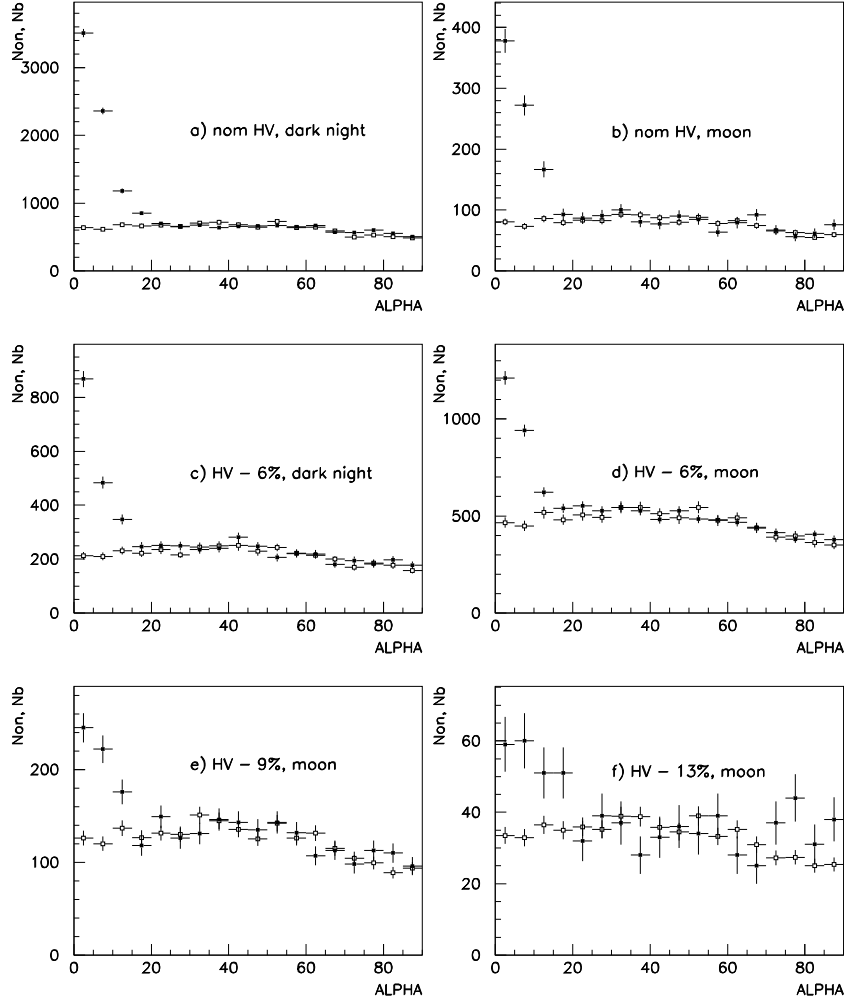 Non, Nb
3000
2000
1000
0
a) nom HV, dark night
0 20 40 60 80
ALPHA
Non, Nb
400
300
200
100
0
b) nom HV, moon
0 20 40 60 80
ALPHA
Non, Nb
800
600
400
200
0
c) HV – 6%, dark night
0 20 40 60 80
ALPHA
Non, Nb
1000
500
0
d) HV – 6%, moon
0 20 40 60 80
ALPHA
Non, Nb
200
100
0
e) HV – 9%, moon
0 20 40 60 80
ALPHA
Non, Nb
60
40
20
0
f) HV – 13%, moon
0 20 40 60 80
ALPHA